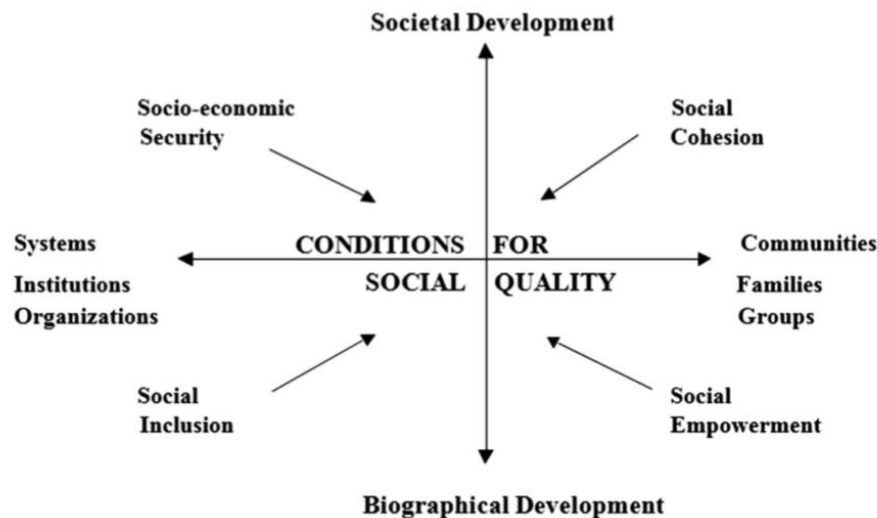 Societal Development
Socio-economic
Security
Social
Cohesion
Systems
Institutions
Organizations
CONDITIONS FOR
SOCIAL QUALITY
Communities
Families
Groups
Social
Inclusion
Social
Empowerment
Biographical Development